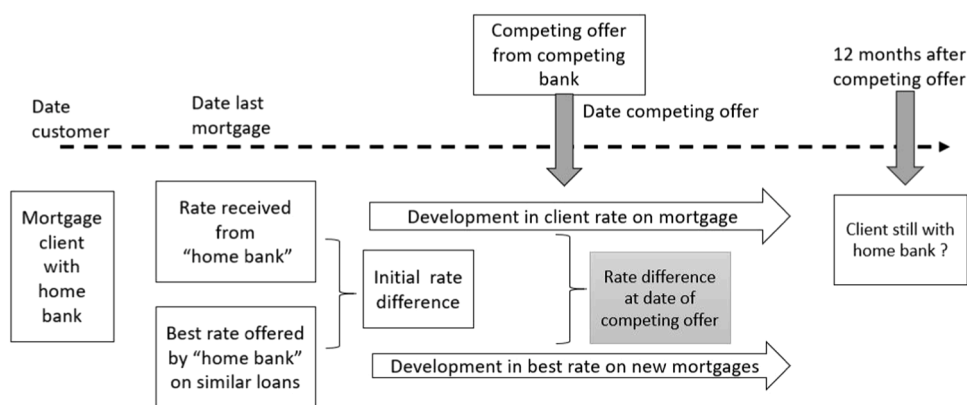 Competing offer
from competing
bank
12 months after
competing offer
Date
customer
Date last
mortgage
Date competing offer
Mortgage
client
with
home
bank
Rate received
from
“home bank”
Best rate offered
by “home bank”
on similar loans
Initial rate
difference
Development in client rate on mortgage
Rate difference
at date of
competing offer
Development in best rate on new mortgages
Client still with
home bank ?